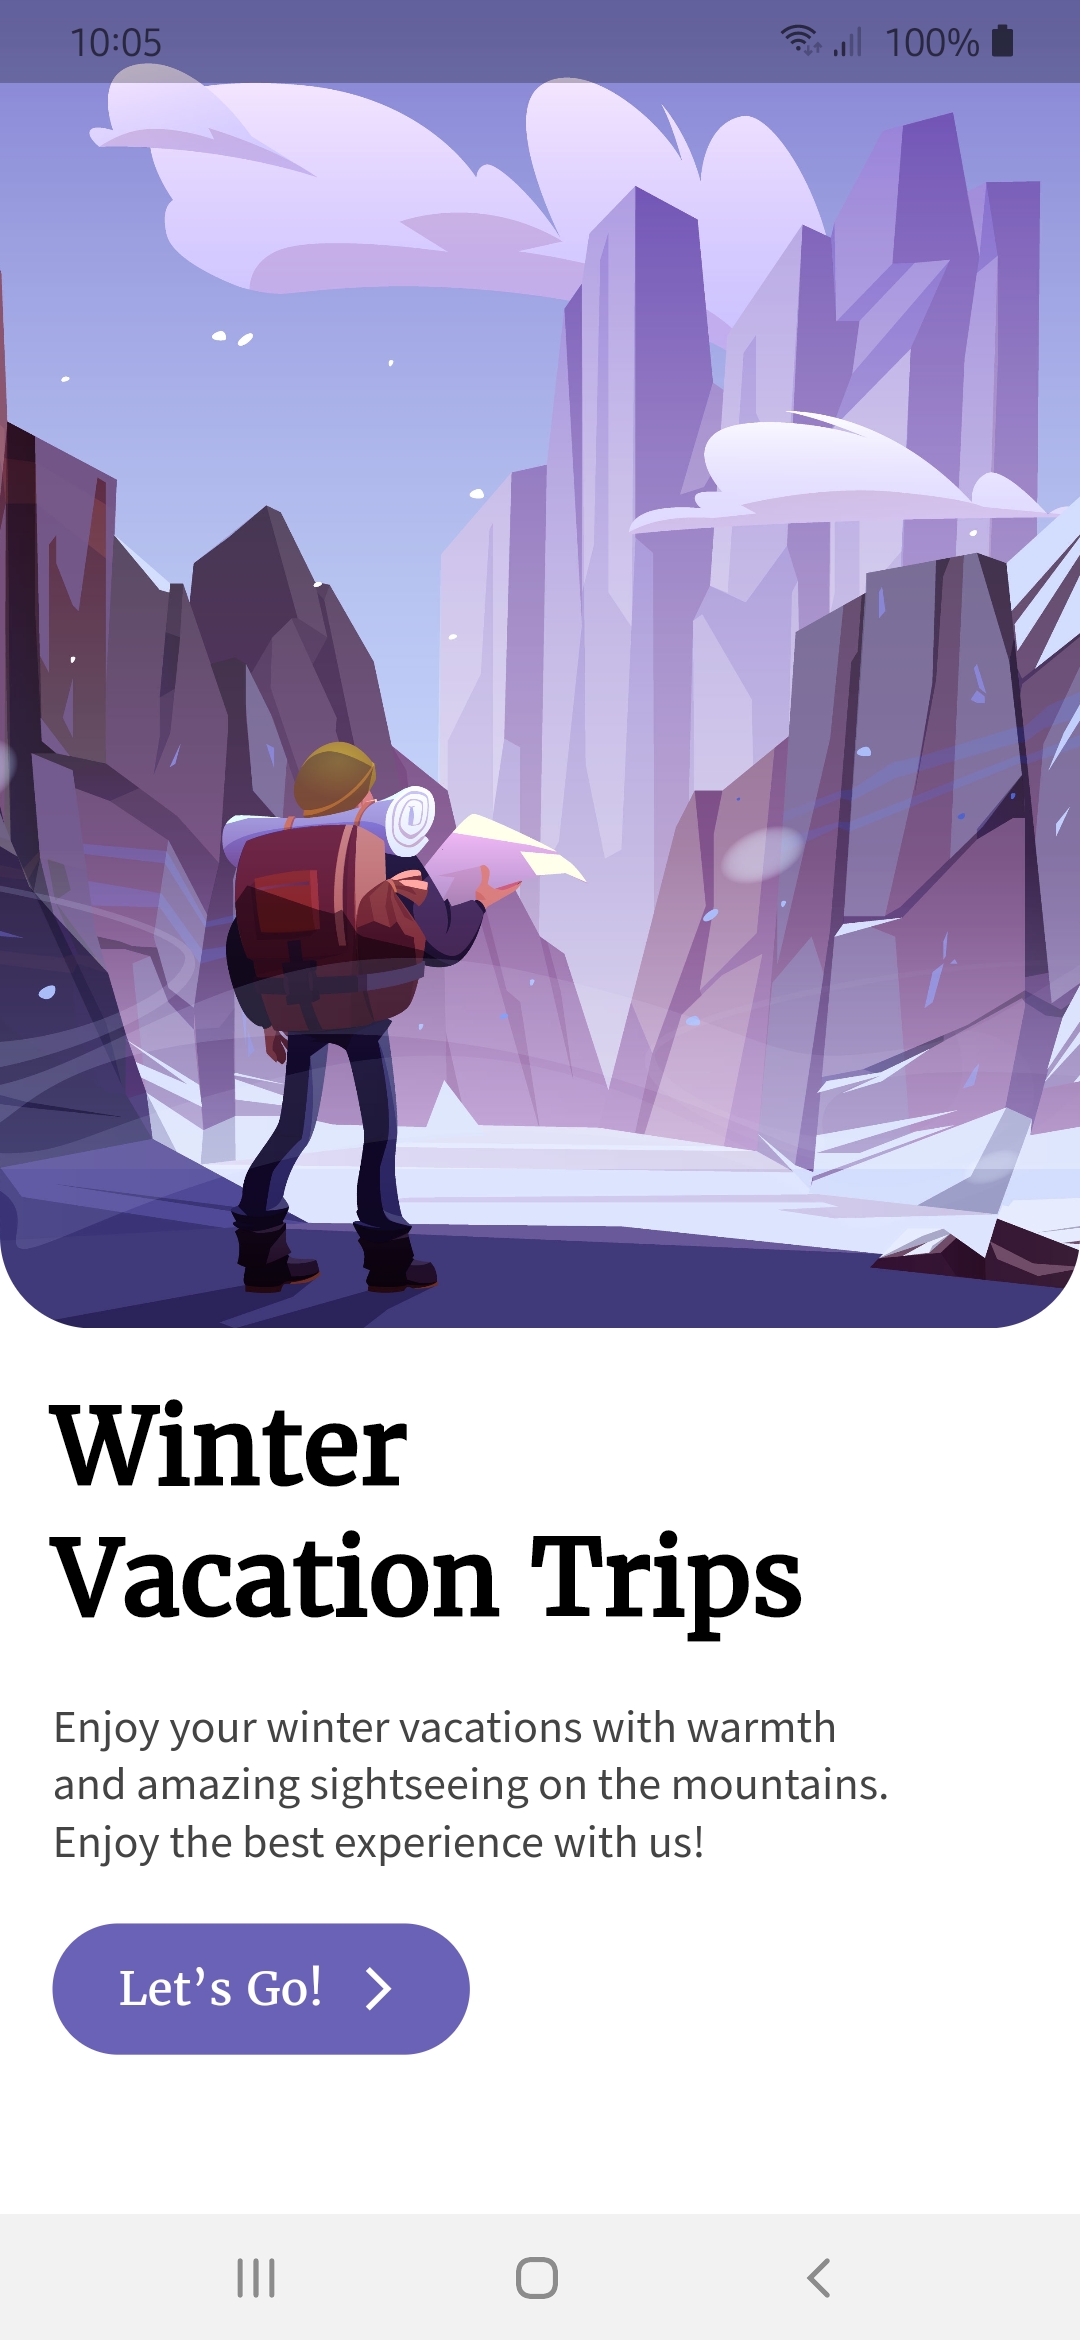 10:05 100%
Winter
Vacation Trips
Enjoy your winter vacations with warmth
and amazing sightseeing on the mountains.
Enjoy the best experience with us!
Let’s Go!